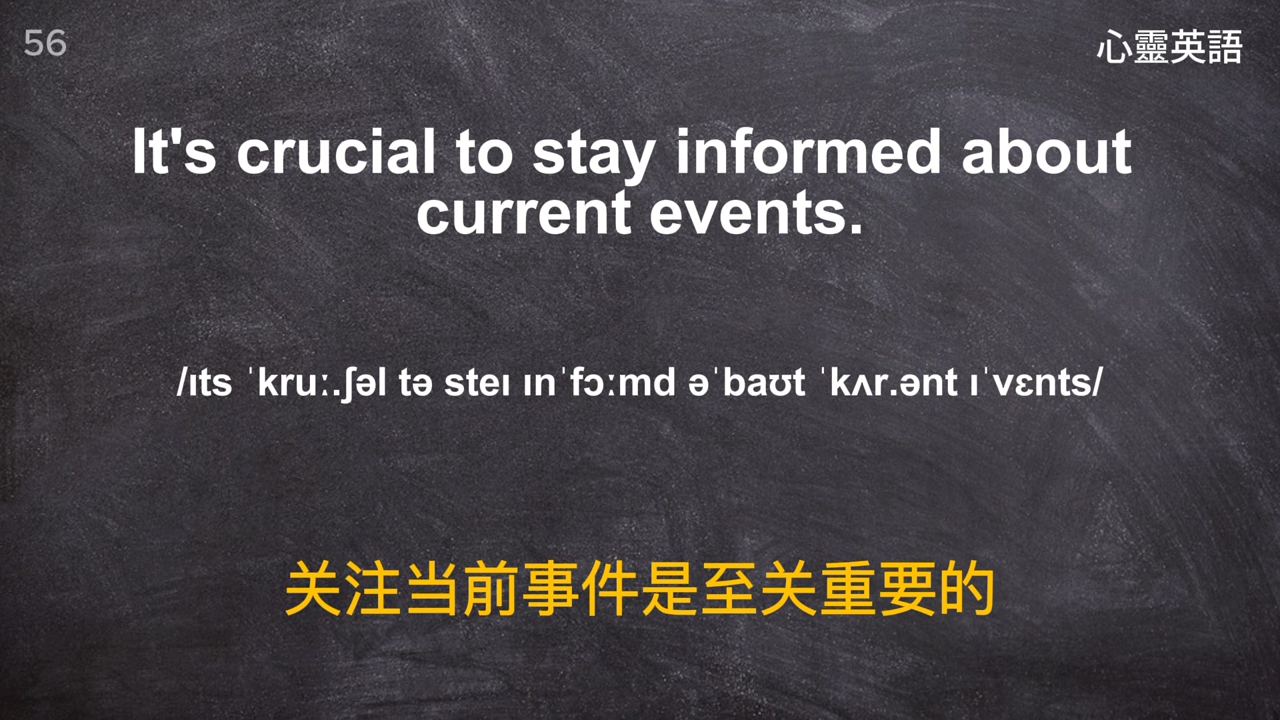 56
心靈英語
It's crucial to stay informed about
current events.
/ɪts ˈkruː.ʃəl tə steɪ ɪnˈfɔːmd əˈbaʊt ˈkʌr.ənt ɪˈvɛnts/
关注当前事件是至关重要的